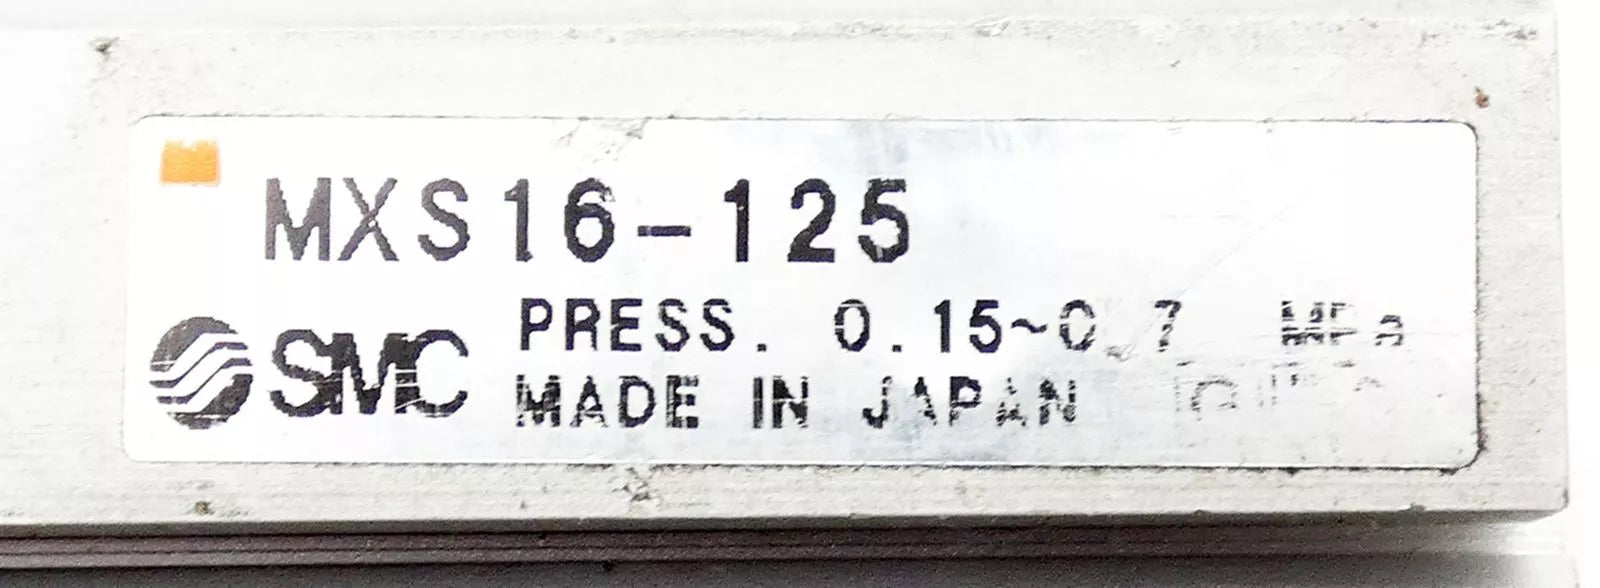 MXS16-125
SMC
PRESS. 0.15~0.7 MPa
MADE IN JAPAN